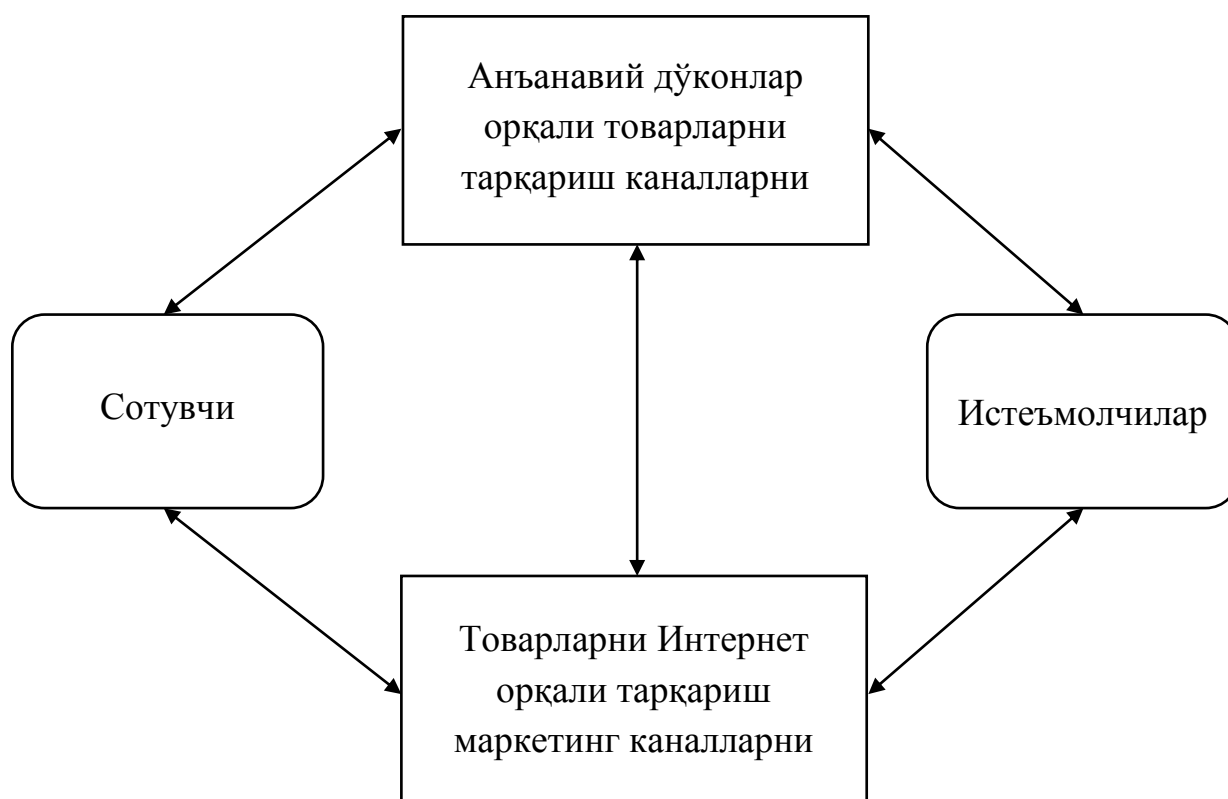 Анъанавий дўконлар
орқали товарларни
тарқариш каналларни
Сотувчи
Истеъмолчилар
Товарларни Интернет
орқали тарқариш
маркетинг каналларни